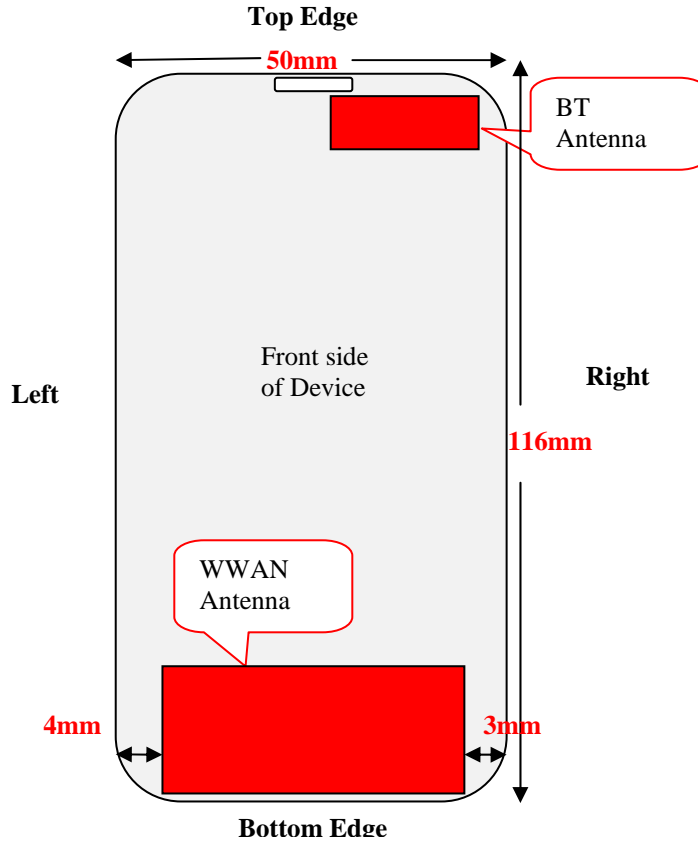 Top Edge
50mm
BT
Antenna
Front side
of Device
Left
Right
116mm
WWAN
Antenna
4mm
3mm
Bottom Edge